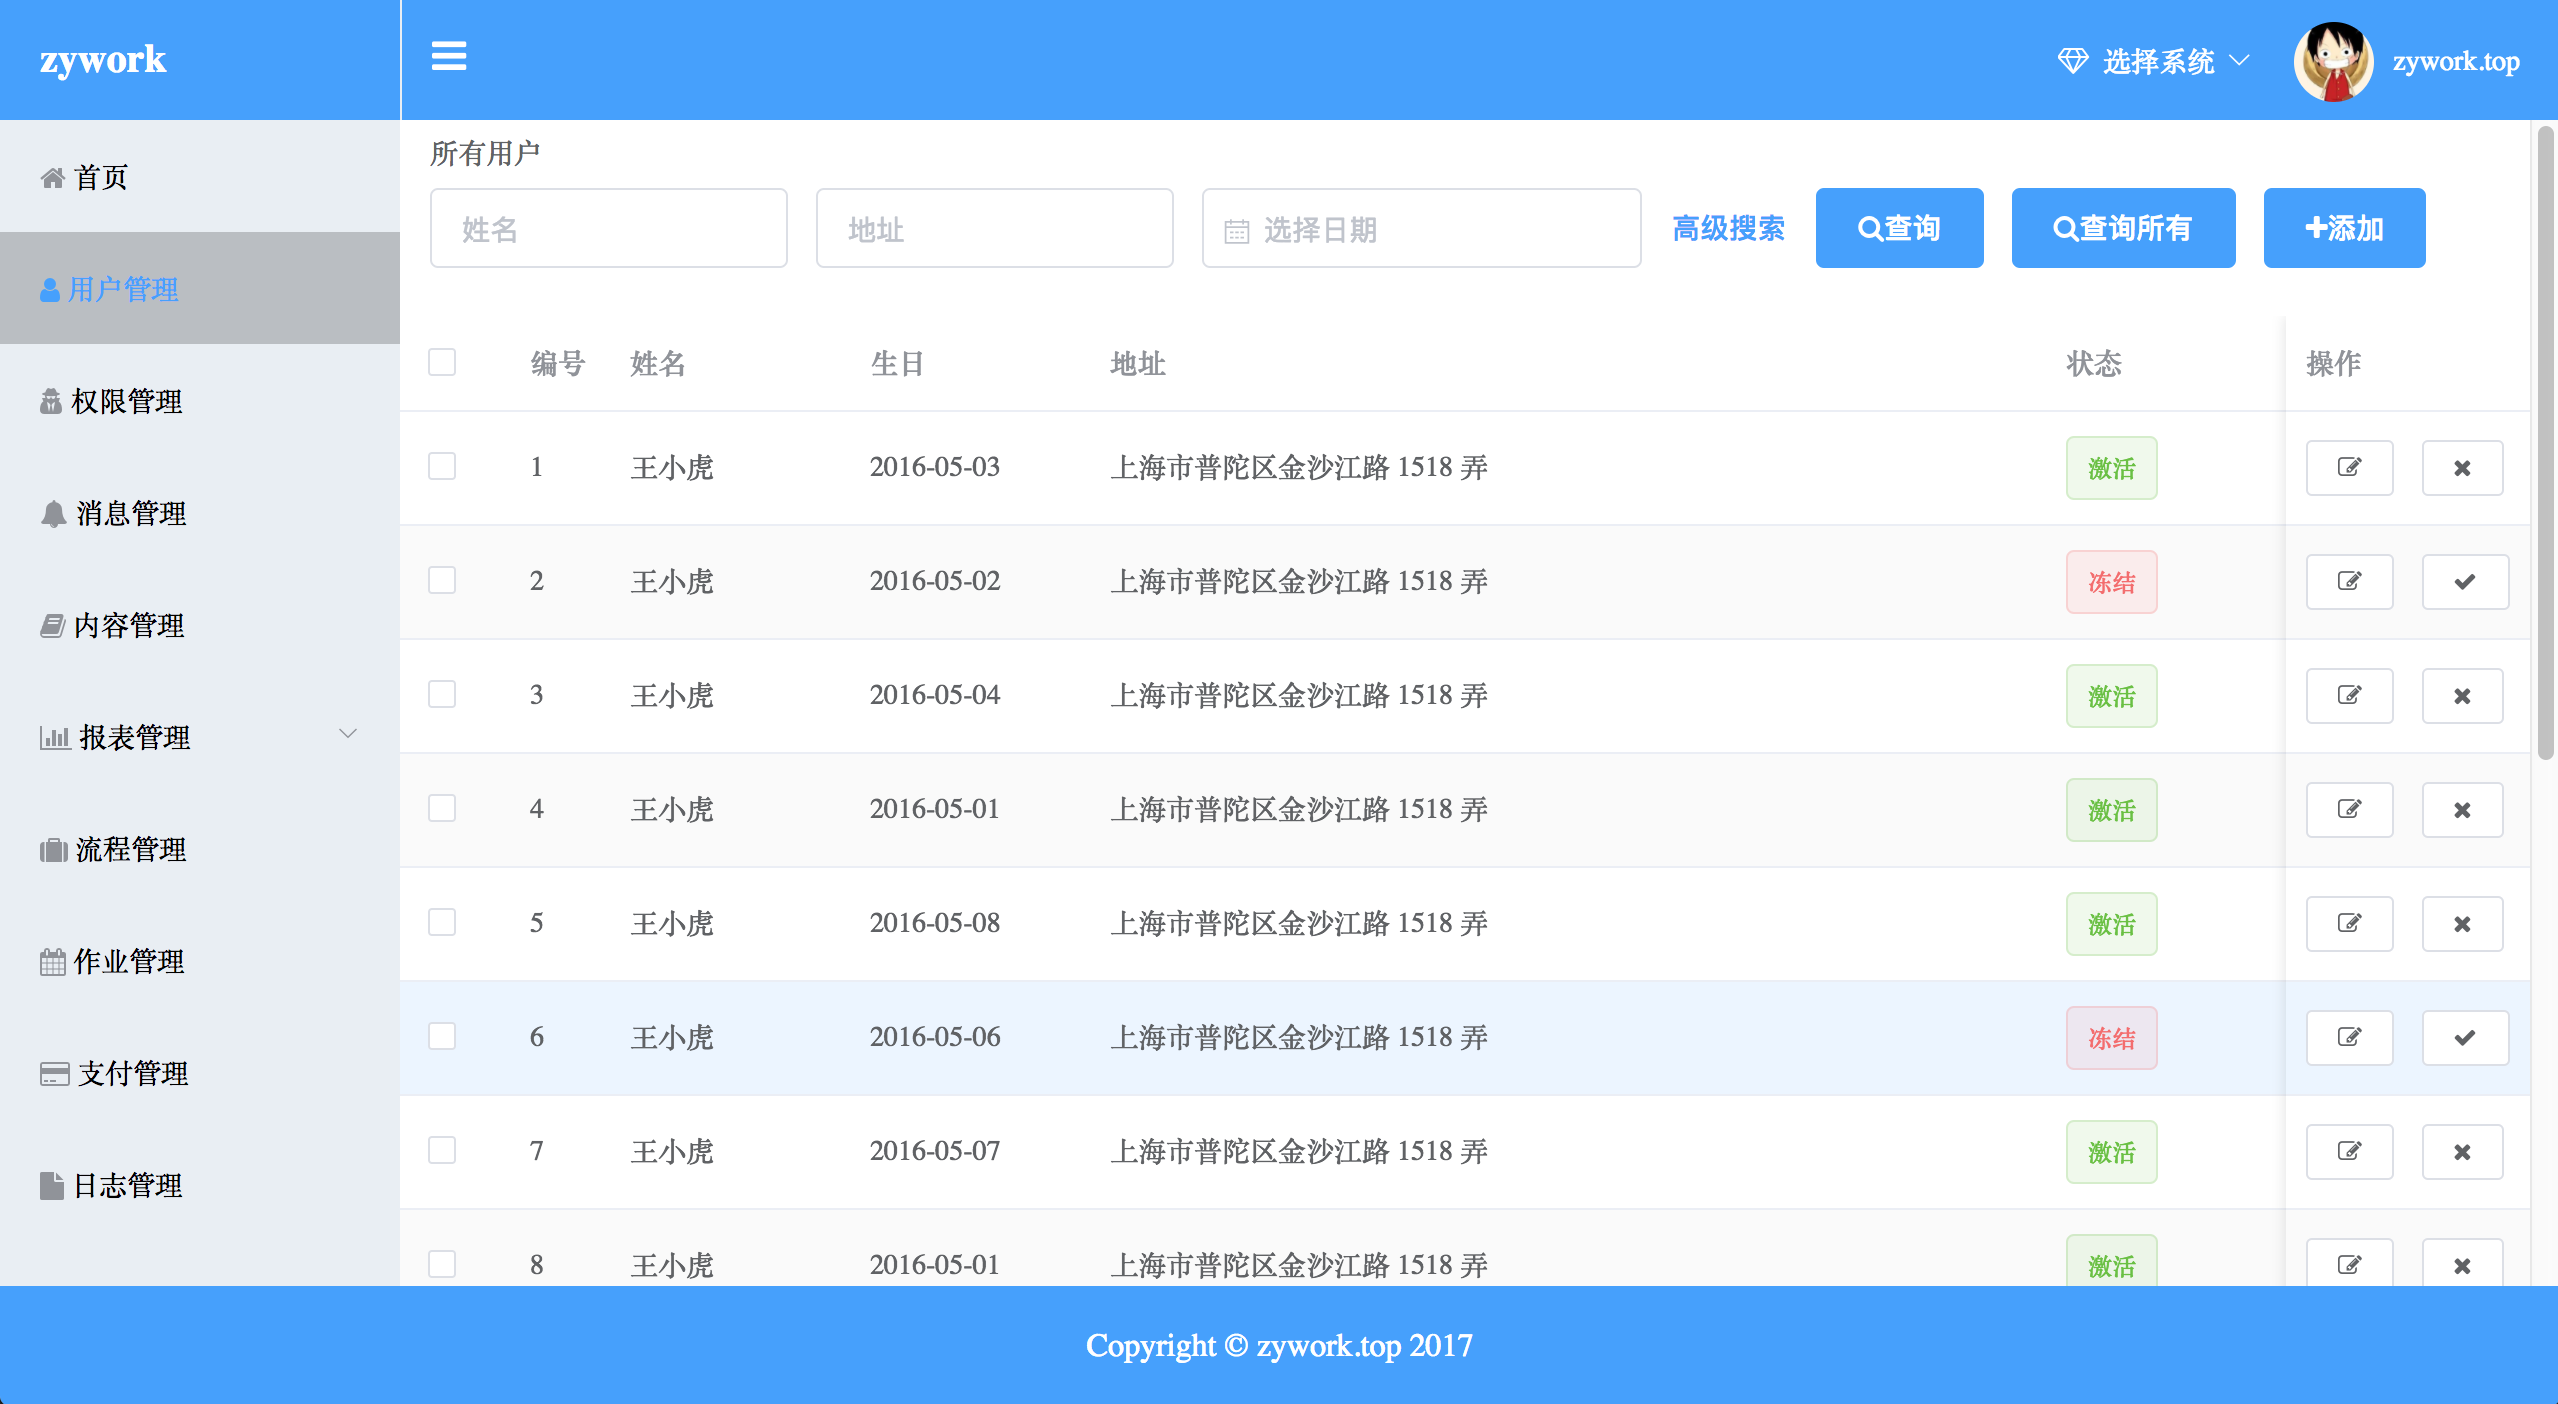 zywork
选择系统
zywork.top
首页
用户管理
权限管理
消息管理
内容管理
报表管理
流程管理
作业管理
支付管理
日志管理
所有用户
姓名 地址 选择日期 高级搜索 查询 查询所有 添加
编号 姓名 生日 地址 状态 操作
1 王小虎 2016-05-03 上海市普陀区金沙江路 1518 弄 激活
2 王小虎 2016-05-02 上海市普陀区金沙江路 1518 弄 冻结
3 王小虎 2016-05-04 上海市普陀区金沙江路 1518 弄 激活
4 王小虎 2016-05-01 上海市普陀区金沙江路 1518 弄 激活
5 王小虎 2016-05-08 上海市普陀区金沙江路 1518 弄 激活
6 王小虎 2016-05-06 上海市普陀区金沙江路 1518 弄 冻结
7 王小虎 2016-05-07 上海市普陀区金沙江路 1518 弄 激活
8 王小虎 2016-05-01 上海市普陀区金沙江路 1518 弄 激活
Copyright © zywork.top 2017